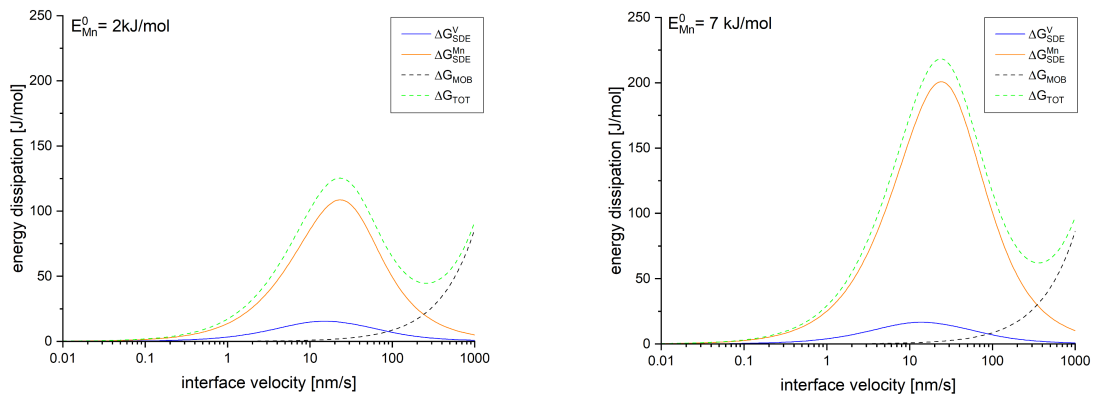 E⁰Mn = 2kJ/mol
ΔG^V_SDE
ΔG^Mn_SDE
ΔG_MOB
ΔG_TOT
250
200
150
100
50
0
energy dissipation [J/mol]
0.01 0.1 1 10 100 1000
interface velocity [nm/s]
E⁰Mn = 7 kJ/mol
ΔG^V_SDE
ΔG^Mn_SDE
ΔG_MOB
ΔG_TOT
250
200
150
100
50
0
energy dissipation [J/mol]
0.01 0.1 1 10 100 1000
interface velocity [nm/s]